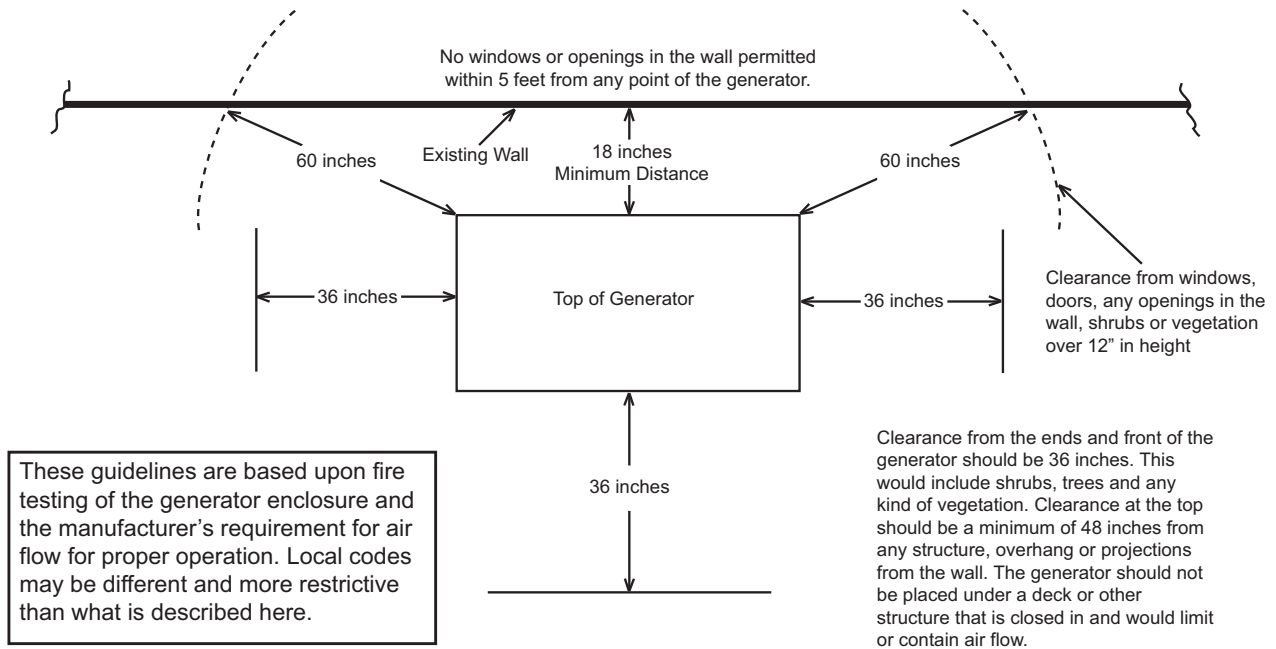 No windows or openings in the wall permitted
within 5 feet from any point of the generator.
60 inches
Existing Wall
18 inches
Minimum Distance
60 inches
36 inches
Top of Generator
36 inches
Clearance from windows,
doors, any openings in the
wall, shrubs or vegetation
over 12” in height
36 inches
These guidelines are based upon fire
testing of the generator enclosure and
the manufacturer’s requirement for air
flow for proper operation. Local codes
may be different and more restrictive
than what is described here.
Clearance from the ends and front of the
generator should be 36 inches. This
would include shrubs, trees and any
kind of vegetation. Clearance at the top
should be a minimum of 48 inches from
any structure, overhang or projections
from the wall. The generator should not
be placed under a deck or other
structure that is closed in and would limit
or contain air flow.